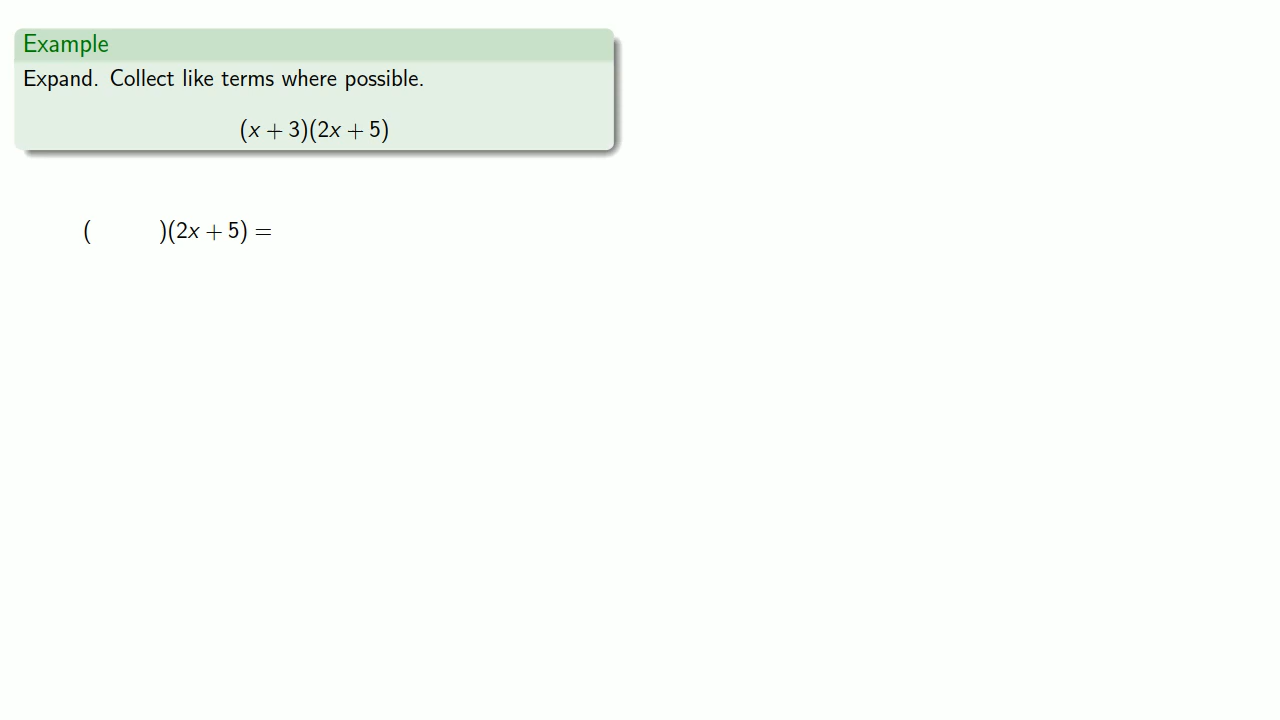 Example
Expand. Collect like terms where possible.
(x + 3)(2x + 5)
( )(2x + 5) =